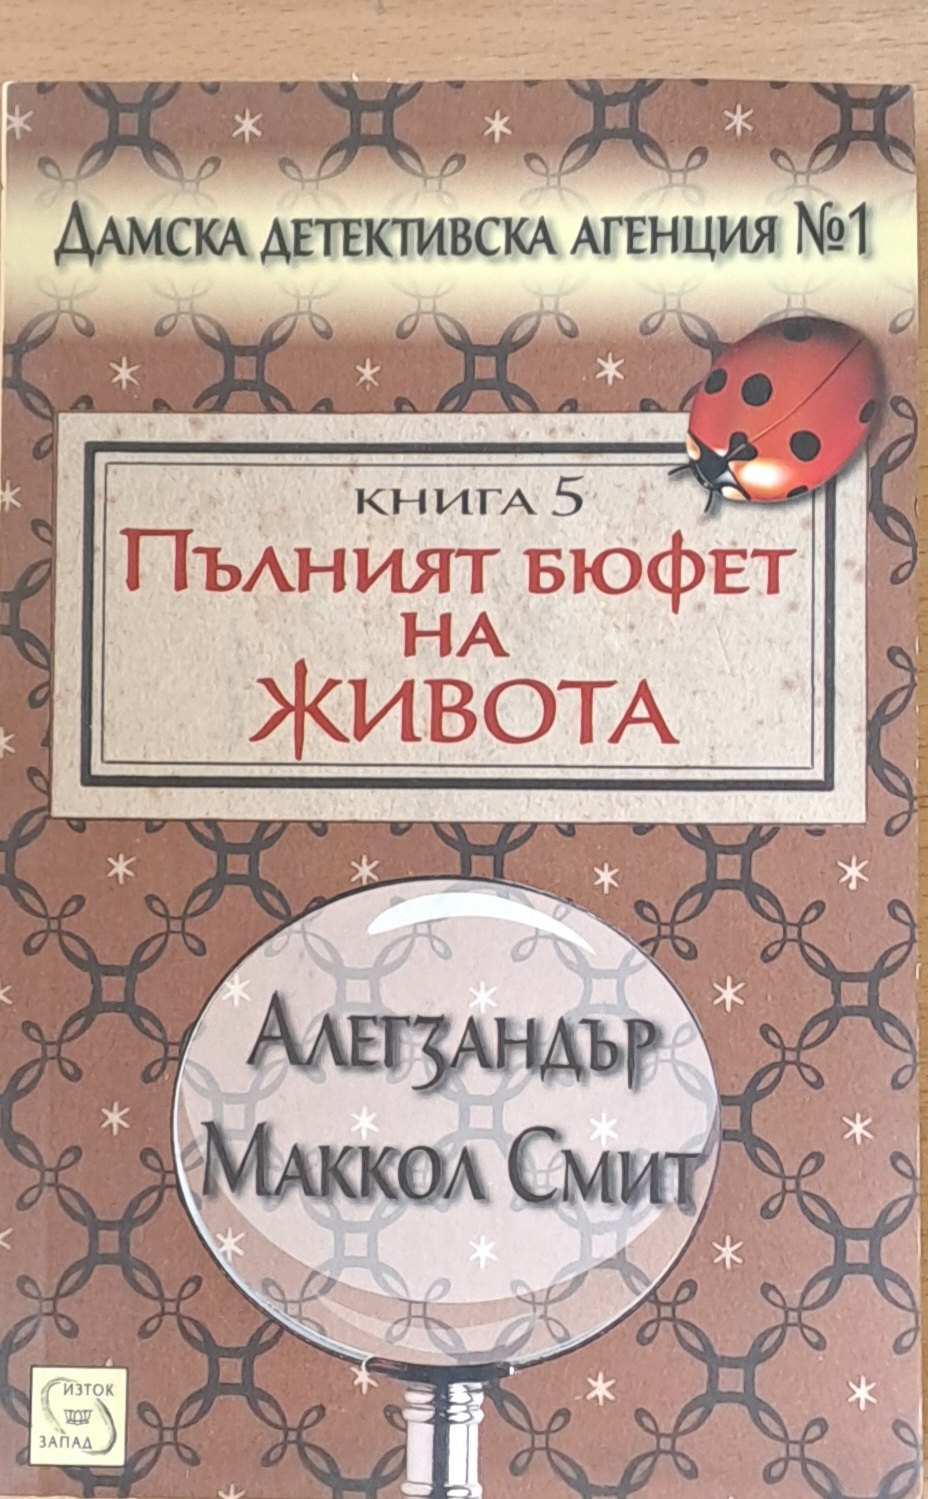 Дамска детективска агенция №1
книга 5
Пълният бюфет
на
живота
Алегзандър
Маккол Смит
ИЗТОК
ЗАПАД